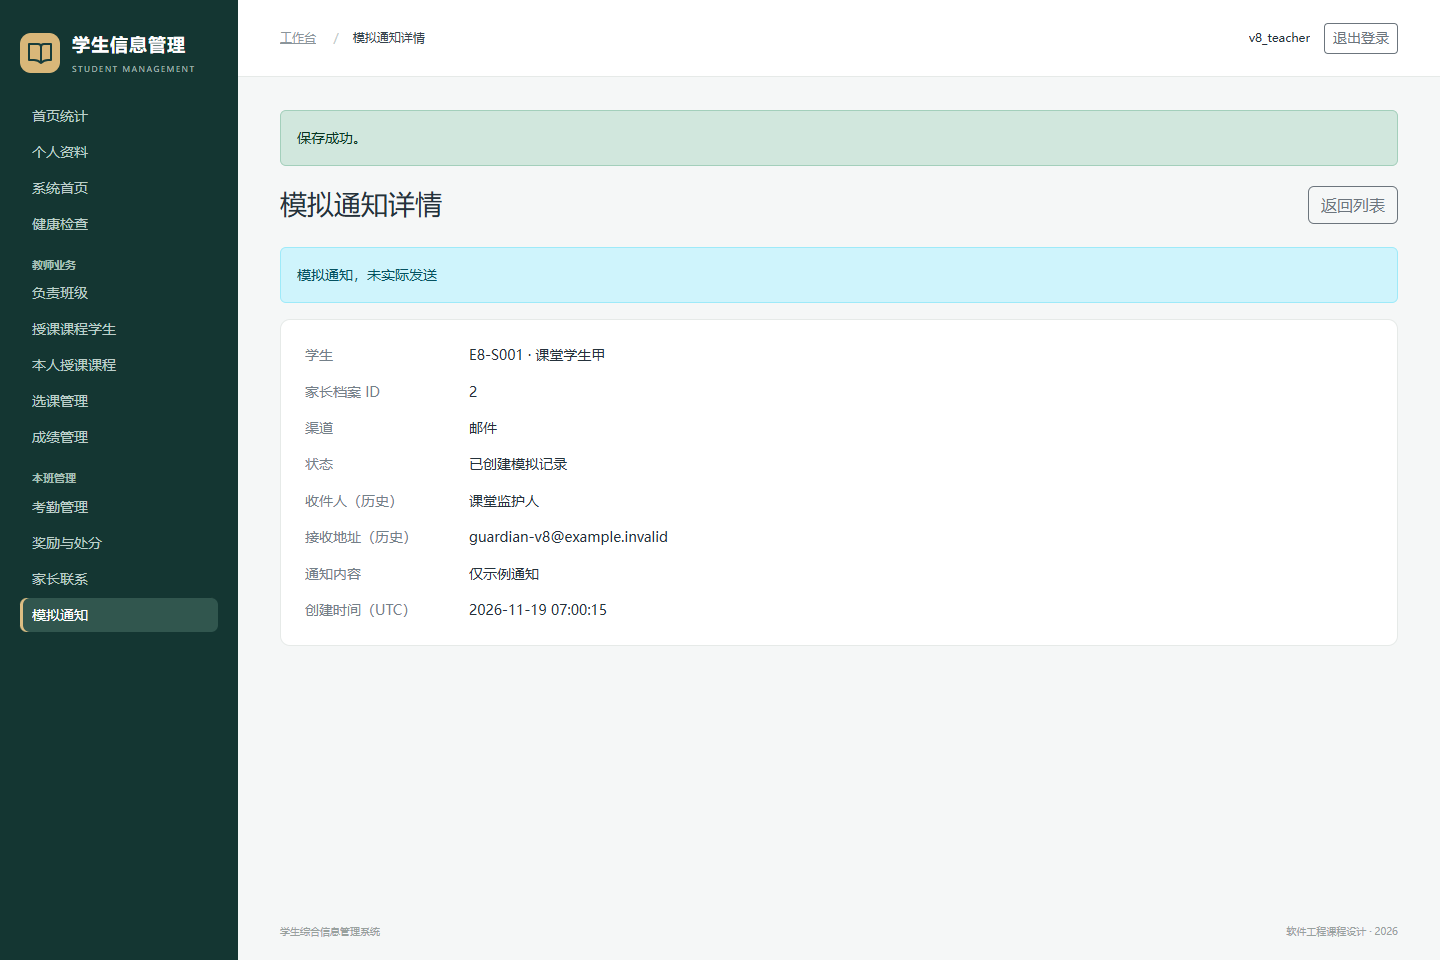 学生信息管理
STUDENT MANAGEMENT
首页统计
个人资料
系统首页
健康检查
教师业务
负责班级
授课课程学生
本人授课课程
选课管理
成绩管理
本班管理
考勤管理
奖励与处分
家长联系
模拟通知
工作台 / 模拟通知详情
v8_teacher 退出登录
保存成功。
模拟通知详情
返回列表
模拟通知，未实际发送
学生 E8-S001 · 课堂学生甲
家长档案 ID 2
渠道 邮件
状态 已创建模拟记录
收件人（历史） 课堂监护人
接收地址（历史） guardian-v8@example.invalid
通知内容 仅示例通知
创建时间（UTC） 2026-11-19 07:00:15
学生综合信息管理系统
软件工程课程设计 · 2026